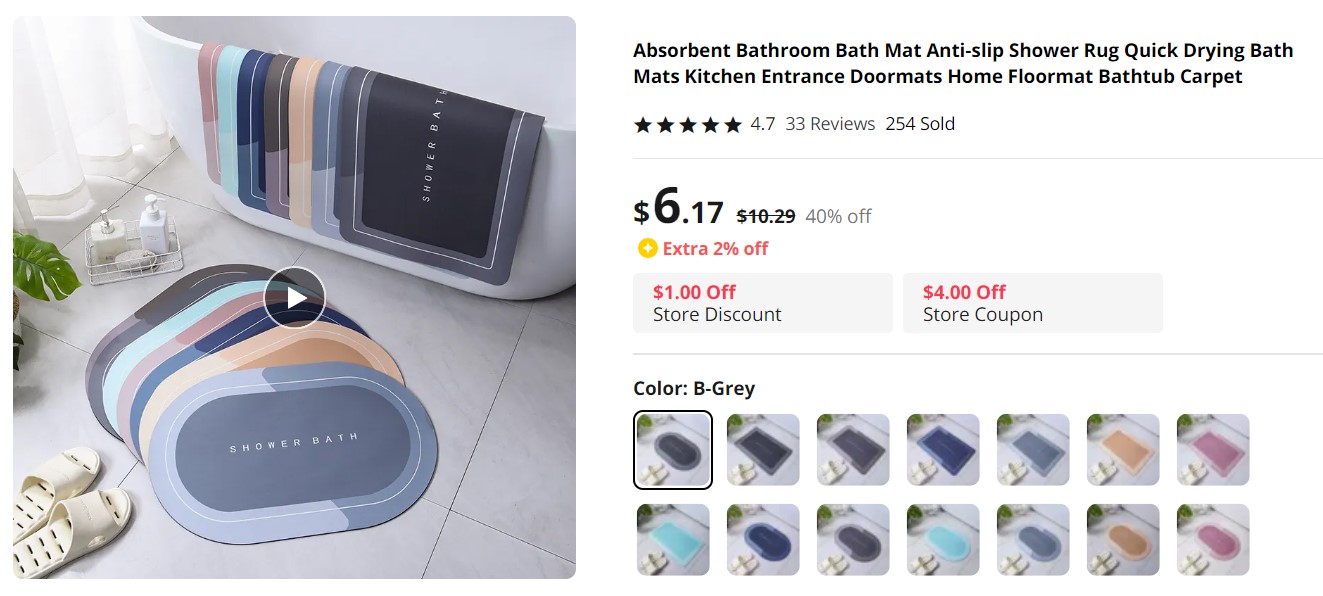 SHOWER BATH
SHOWER BATH
Absorbent Bathroom Bath Mat Anti-slip Shower Rug Quick Drying Bath
Mats Kitchen Entrance Doormats Home Floormat Bathtub Carpet
4.7 33 Reviews 254 Sold
$6.17 $10.29 40% off
Extra 2% off
$1.00 Off
Store Discount
$4.00 Off
Store Coupon
Color: B-Grey